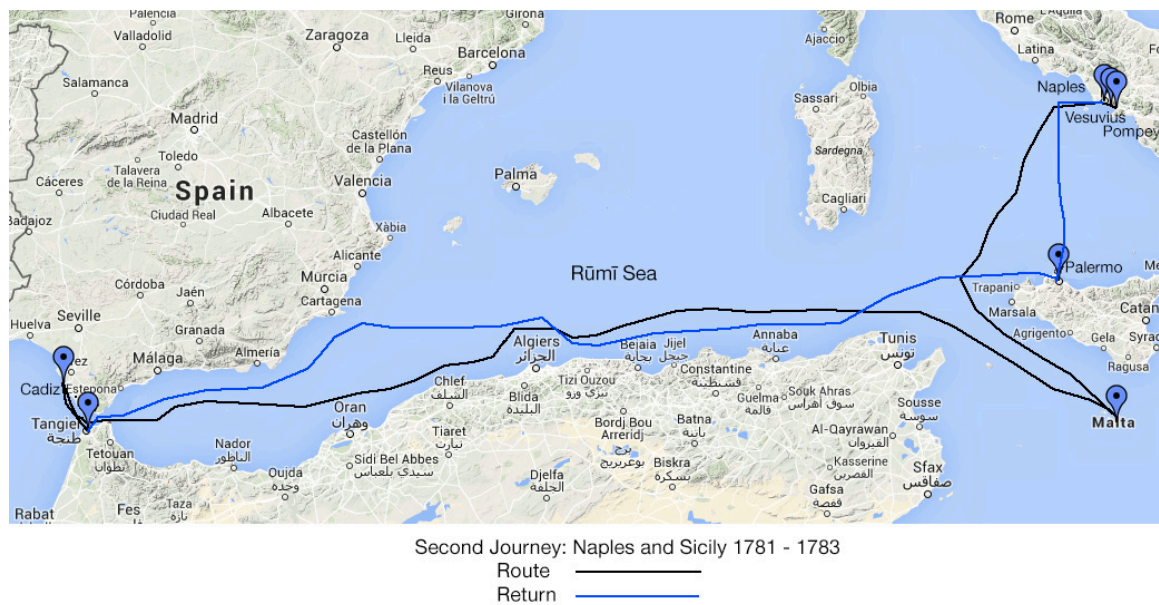 Palencia
Girona
Valladolid
Zaragoza
Lleida
Barcelona
Reus
Vilanova
i la Geltrú
Salamanca
Madrid
Castellón
de la Plana
Toledo
Talavera
de la Reina
Cáceres
Spain
Ciudad Real
Valencia
Badajoz
Albacete
Xàbia
Alicante
Murcia
Cartagena
Córdoba
Jaén
Huelva
Seville
Granada
Almería
Málaga
Estepona
Cadiz
Palma
Ajaccio
Sassari
Olbia
Sardegna
Cagliari
Rome
Latina
Naples
Vesuvius
Pompey
Rūmī Sea
Palermo
Trapani
Marsala
Agrigento
Gela
Ragusa
Malta
Tangier
طنجة
Tetouan
تطوان
Rabat
Fes
فاس
Taza
تازة
Nador
الناظور
Oujda
وجدة
Oran
وهران
Sidi Bel Abbes
سيدي بلعباس
Tiaret
تيارت
Chlef
الشلف
Algiers
الجزائر
Blida
البليدة
Tizi Ouzou
تيزي وزو
Bejaia
بجاية
Jijel
جيجل
Constantine
قسنطينة
Annaba
عنابة
Guelma
قالمة
Souk Ahras
سوق أهراس
Bordj Bou
Arreridj
برج
بوعريريج
Batna
باتنة
Biskra
بسكرة
Djelfa
الجلفة
Tunis
تونس
Sousse
سوسة
Al-Qayrawan
القيروان
Kasserine
القصرين
Sfax
صفاقس
Gafsa
قفصة
Second Journey: Naples and Sicily 1781 - 1783
Route
Return